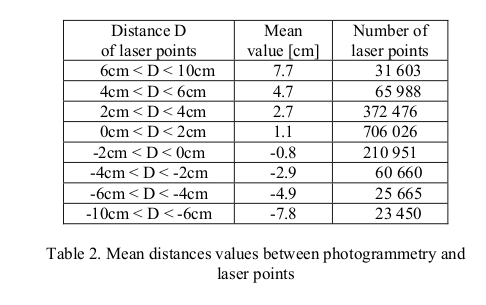 Distance D of laser points Mean value [cm] Number of laser points
6cm < D < 10cm 7.7 31 603
4cm < D < 6cm 4.7 65 988
2cm < D < 4cm 2.7 372 476
0cm < D < 2cm 1.1 706 026
-2cm < D < 0cm -0.8 210 951
-4cm < D < -2cm -2.9 60 660
-6cm < D < -4cm -4.9 25 665
-10cm < D < -6cm -7.8 23 450
Table 2. Mean distances values between photogrammetry and
laser points